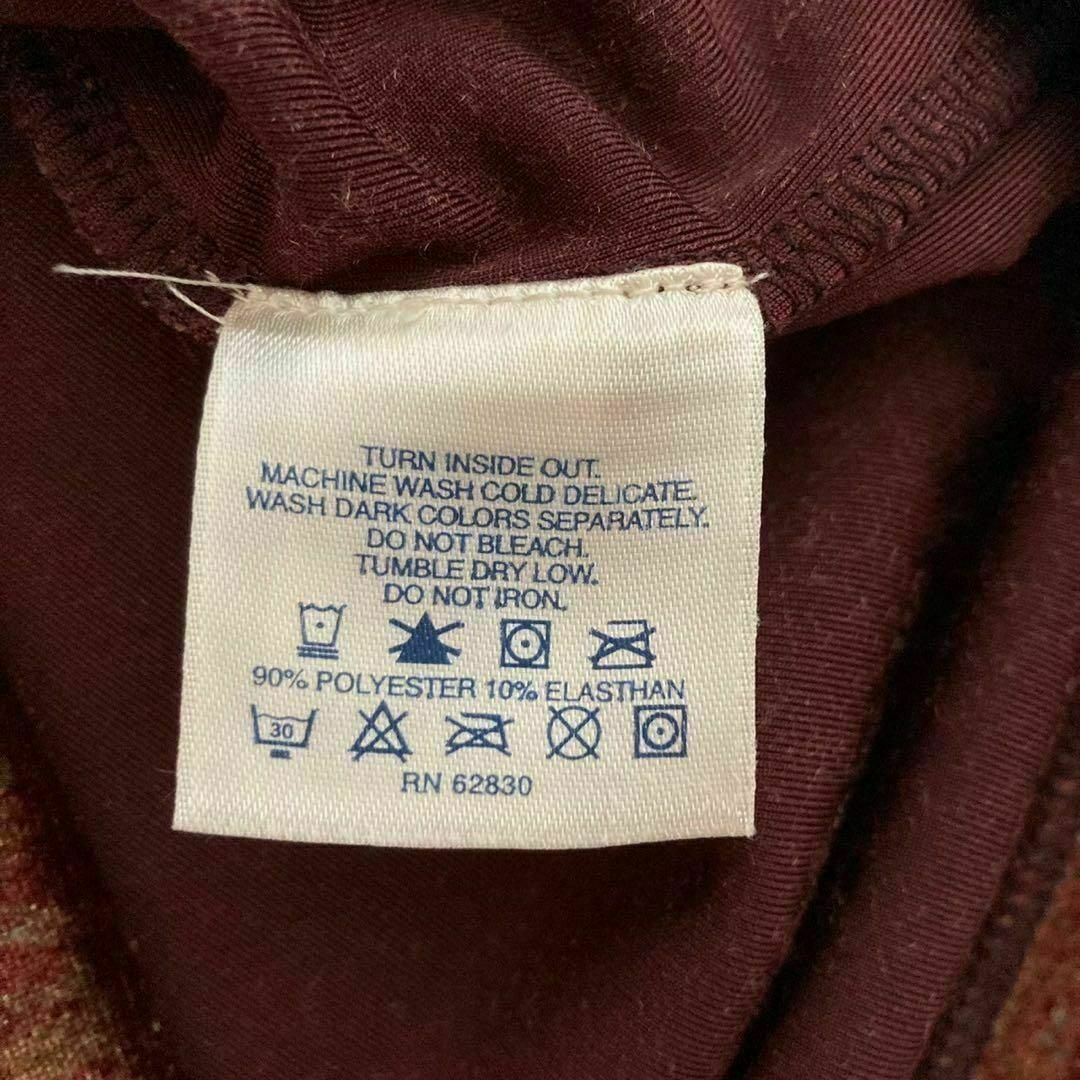 TURN INSIDE OUT.
MACHINE WASH COLD DELICATE.
WASH DARK COLORS SEPARATELY.
DO NOT BLEACH.
TUMBLE DRY LOW.
DO NOT IRON.
90% POLYESTER 10% ELASTHAN
30
RN 62830